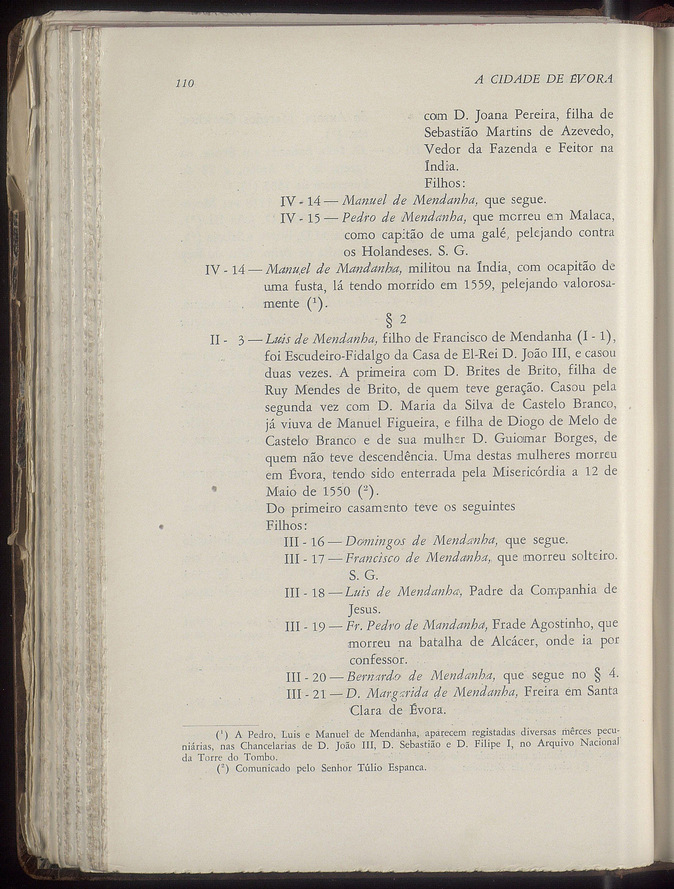 110
A CIDADE DE ÉVORA
com D. Joana Pereira, filha de
Sebastião Martins de Azevedo,
Vedor da Fazenda e Feitor na
Índia.
Filhos:
IV - 14 — Manuel de Mendanha, que segue.
IV - 15 — Pedro de Mendanha, que morreu em Malaca,
como capitão de uma galé, pelejando contra
os Holandeses. S. G.
IV - 14 — Manuel de Mandanha, militou na Índia, com ocapitão de
uma fusta, lá tendo morrido em 1559, pelejando valorosa-
mente (¹).
§ 2
II - 3 — Luis de Mendanha, filho de Francisco de Mendanha (I - 1),
foi Escudeiro-Fidalgo da Casa de El-Rei D. João III, e casou
duas vezes. A primeira com D. Brites de Brito, filha de
Ruy Mendes de Brito, de quem teve geração. Casou pela
segunda vez com D. Maria da Silva de Castelo Branco,
já viuva de Manuel Figueira, e filha de Diogo de Melo de
Castelo Branco e de sua mulher D. Guiomar Borges, de
quem não teve descendência. Uma destas mulheres morreu
em Évora, tendo sido enterrada pela Misericórdia a 12 de
Maio de 1550 (²).
Do primeiro casamento teve os seguintes
Filhos:
III - 16 — Domingos de Mendanha, que segue.
III - 17 — Francisco de Mendanha, que morreu solteiro.
S. G.
III - 18 — Luis de Mendanha, Padre da Companhia de
Jesus.
III - 19 — Fr. Pedro de Mandanha, Frade Agostinho, que
morreu na batalha de Alcácer, onde ia por
confessor.
III - 20 — Bernardo de Mendanha, que segue no § 4.
III - 21 — D. Margarida de Mendanha, Freira em Santa
Clara de Évora.
(¹) A Pedro, Luis e Manuel de Mendanha, aparecem registadas diversas mêrces pecu-
niárias, nas Chancelarias de D. João III, D. Sebastião e D. Filipe I, no Arquivo Nacional
da Torre do Tombo.
(²) Comunicado pelo Senhor Túlio Espanca.